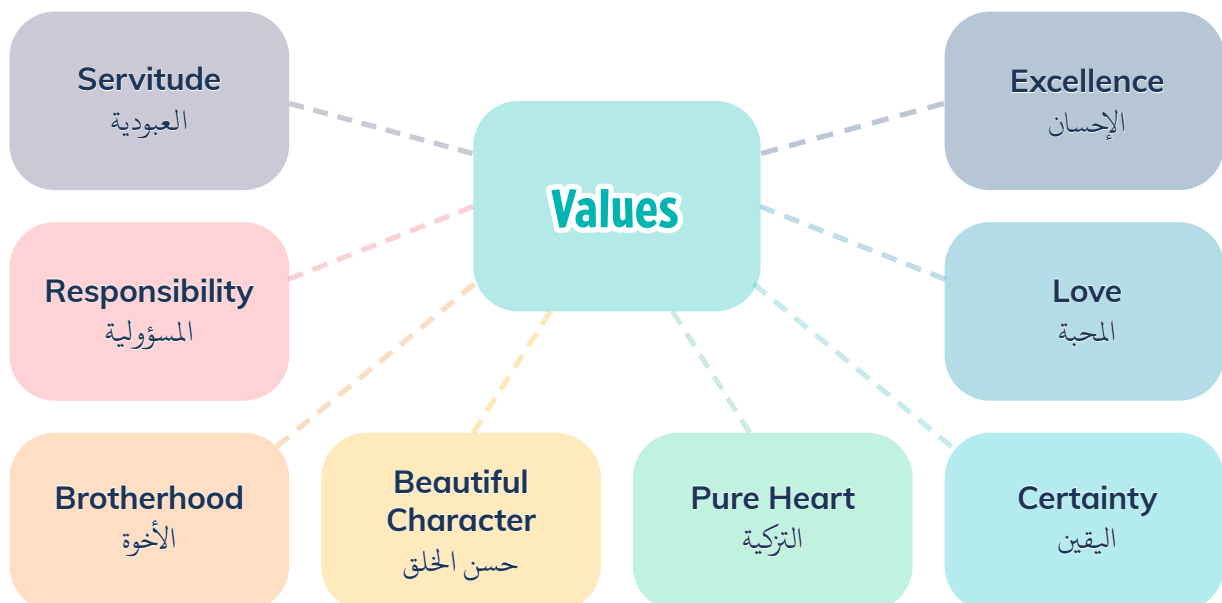 Servitude
العبودية
Excellence
الإحسان
Values
Responsibility
المسؤولية
Love
المحبة
Brotherhood
الأخوة
Beautiful
Character
حسن الخلق
Pure Heart
التزكية
Certainty
اليقين